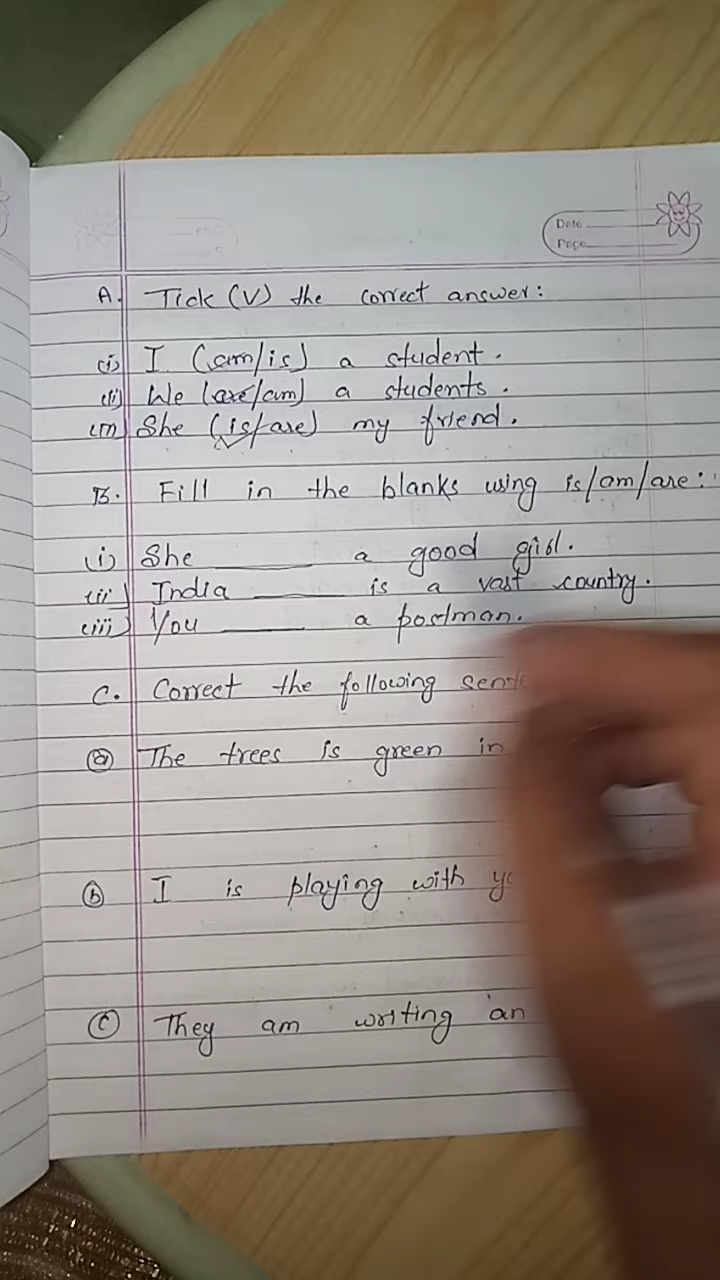 Date
Page
A. Tick (V) the correct answer:
(i) I (am/is) a student.
(ii) We (are/am) a students.
(iii) She (is/are) my friend.
B. Fill in the blanks using is/am/are:
(i) She ______ a good girl.
(ii) India ______ is a vast country.
(iii) You ______ a postman.
C. Correct the following
(a) The trees is green in
(b) I is playing with
(c) They am writing an